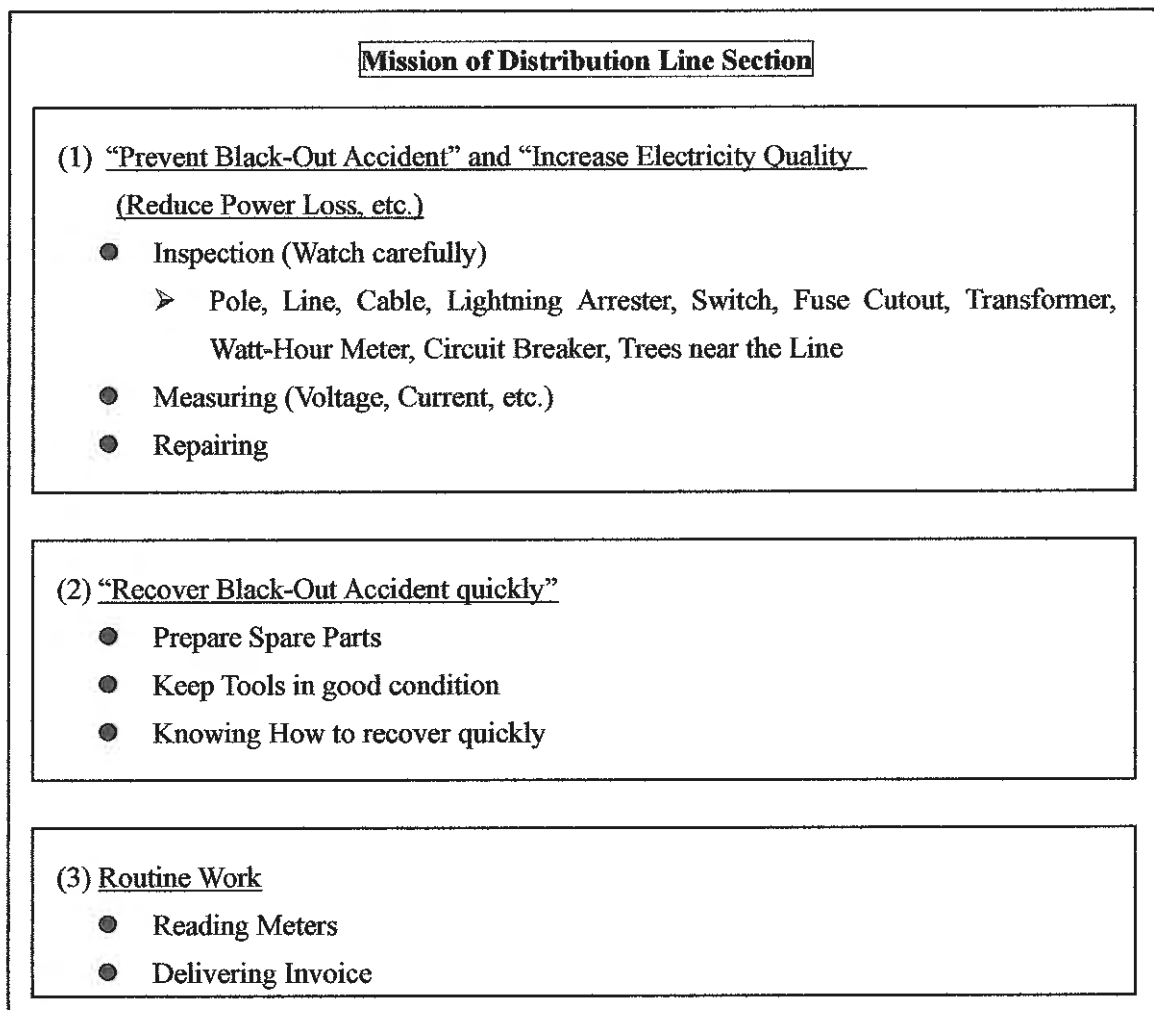 Mission of Distribution Line Section
(1) “Prevent Black-Out Accident” and “Increase Electricity Quality
(Reduce Power Loss, etc.)
● Inspection (Watch carefully)
➢ Pole, Line, Cable, Lightning Arrester, Switch, Fuse Cutout, Transformer,
Watt-Hour Meter, Circuit Breaker, Trees near the Line
● Measuring (Voltage, Current, etc.)
● Repairing
(2) “Recover Black-Out Accident quickly”
● Prepare Spare Parts
● Keep Tools in good condition
● Knowing How to recover quickly
(3) Routine Work
● Reading Meters
● Delivering Invoice